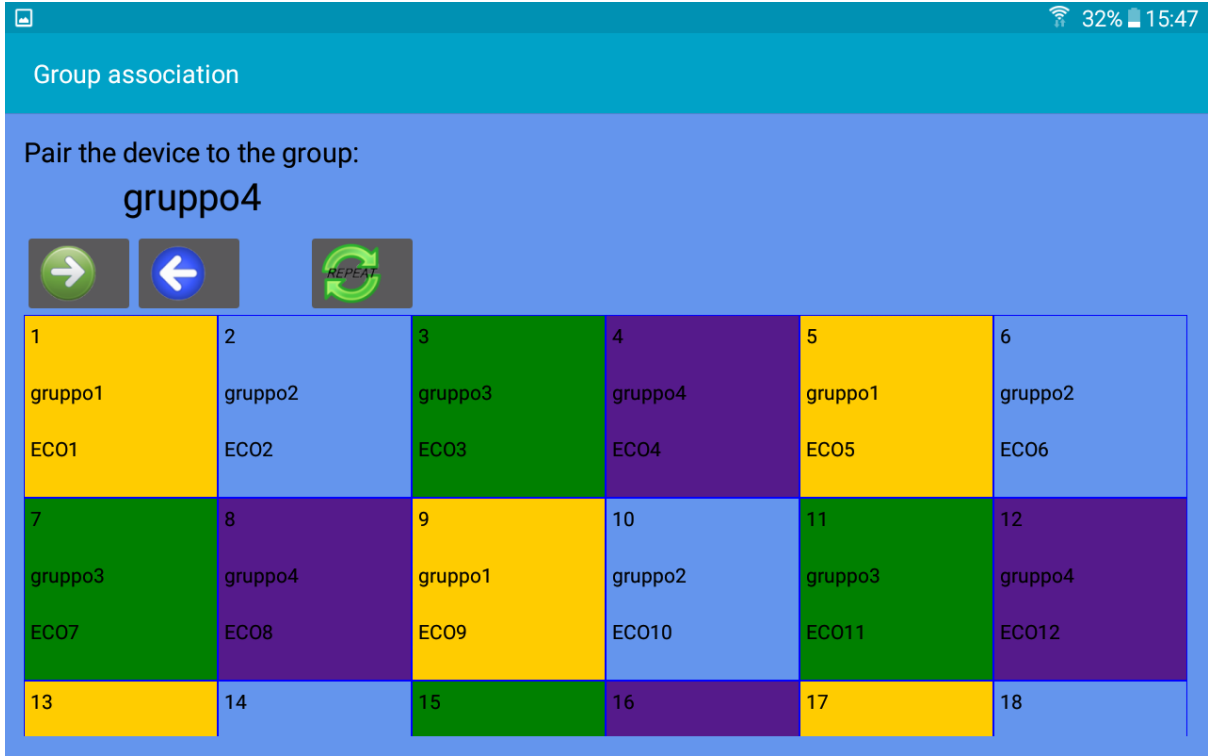 32% 15:47
Group association
Pair the device to the group:
gruppo4
REPEAT
1 2 3 4 5 6
gruppo1 gruppo2 gruppo3 gruppo4 gruppo1 gruppo2
ECO1 ECO2 ECO3 ECO4 ECO5 ECO6
7 8 9 10 11 12
gruppo3 gruppo4 gruppo1 gruppo2 gruppo3 gruppo4
ECO7 ECO8 ECO9 ECO10 ECO11 ECO12
13 14 15 16 17 18